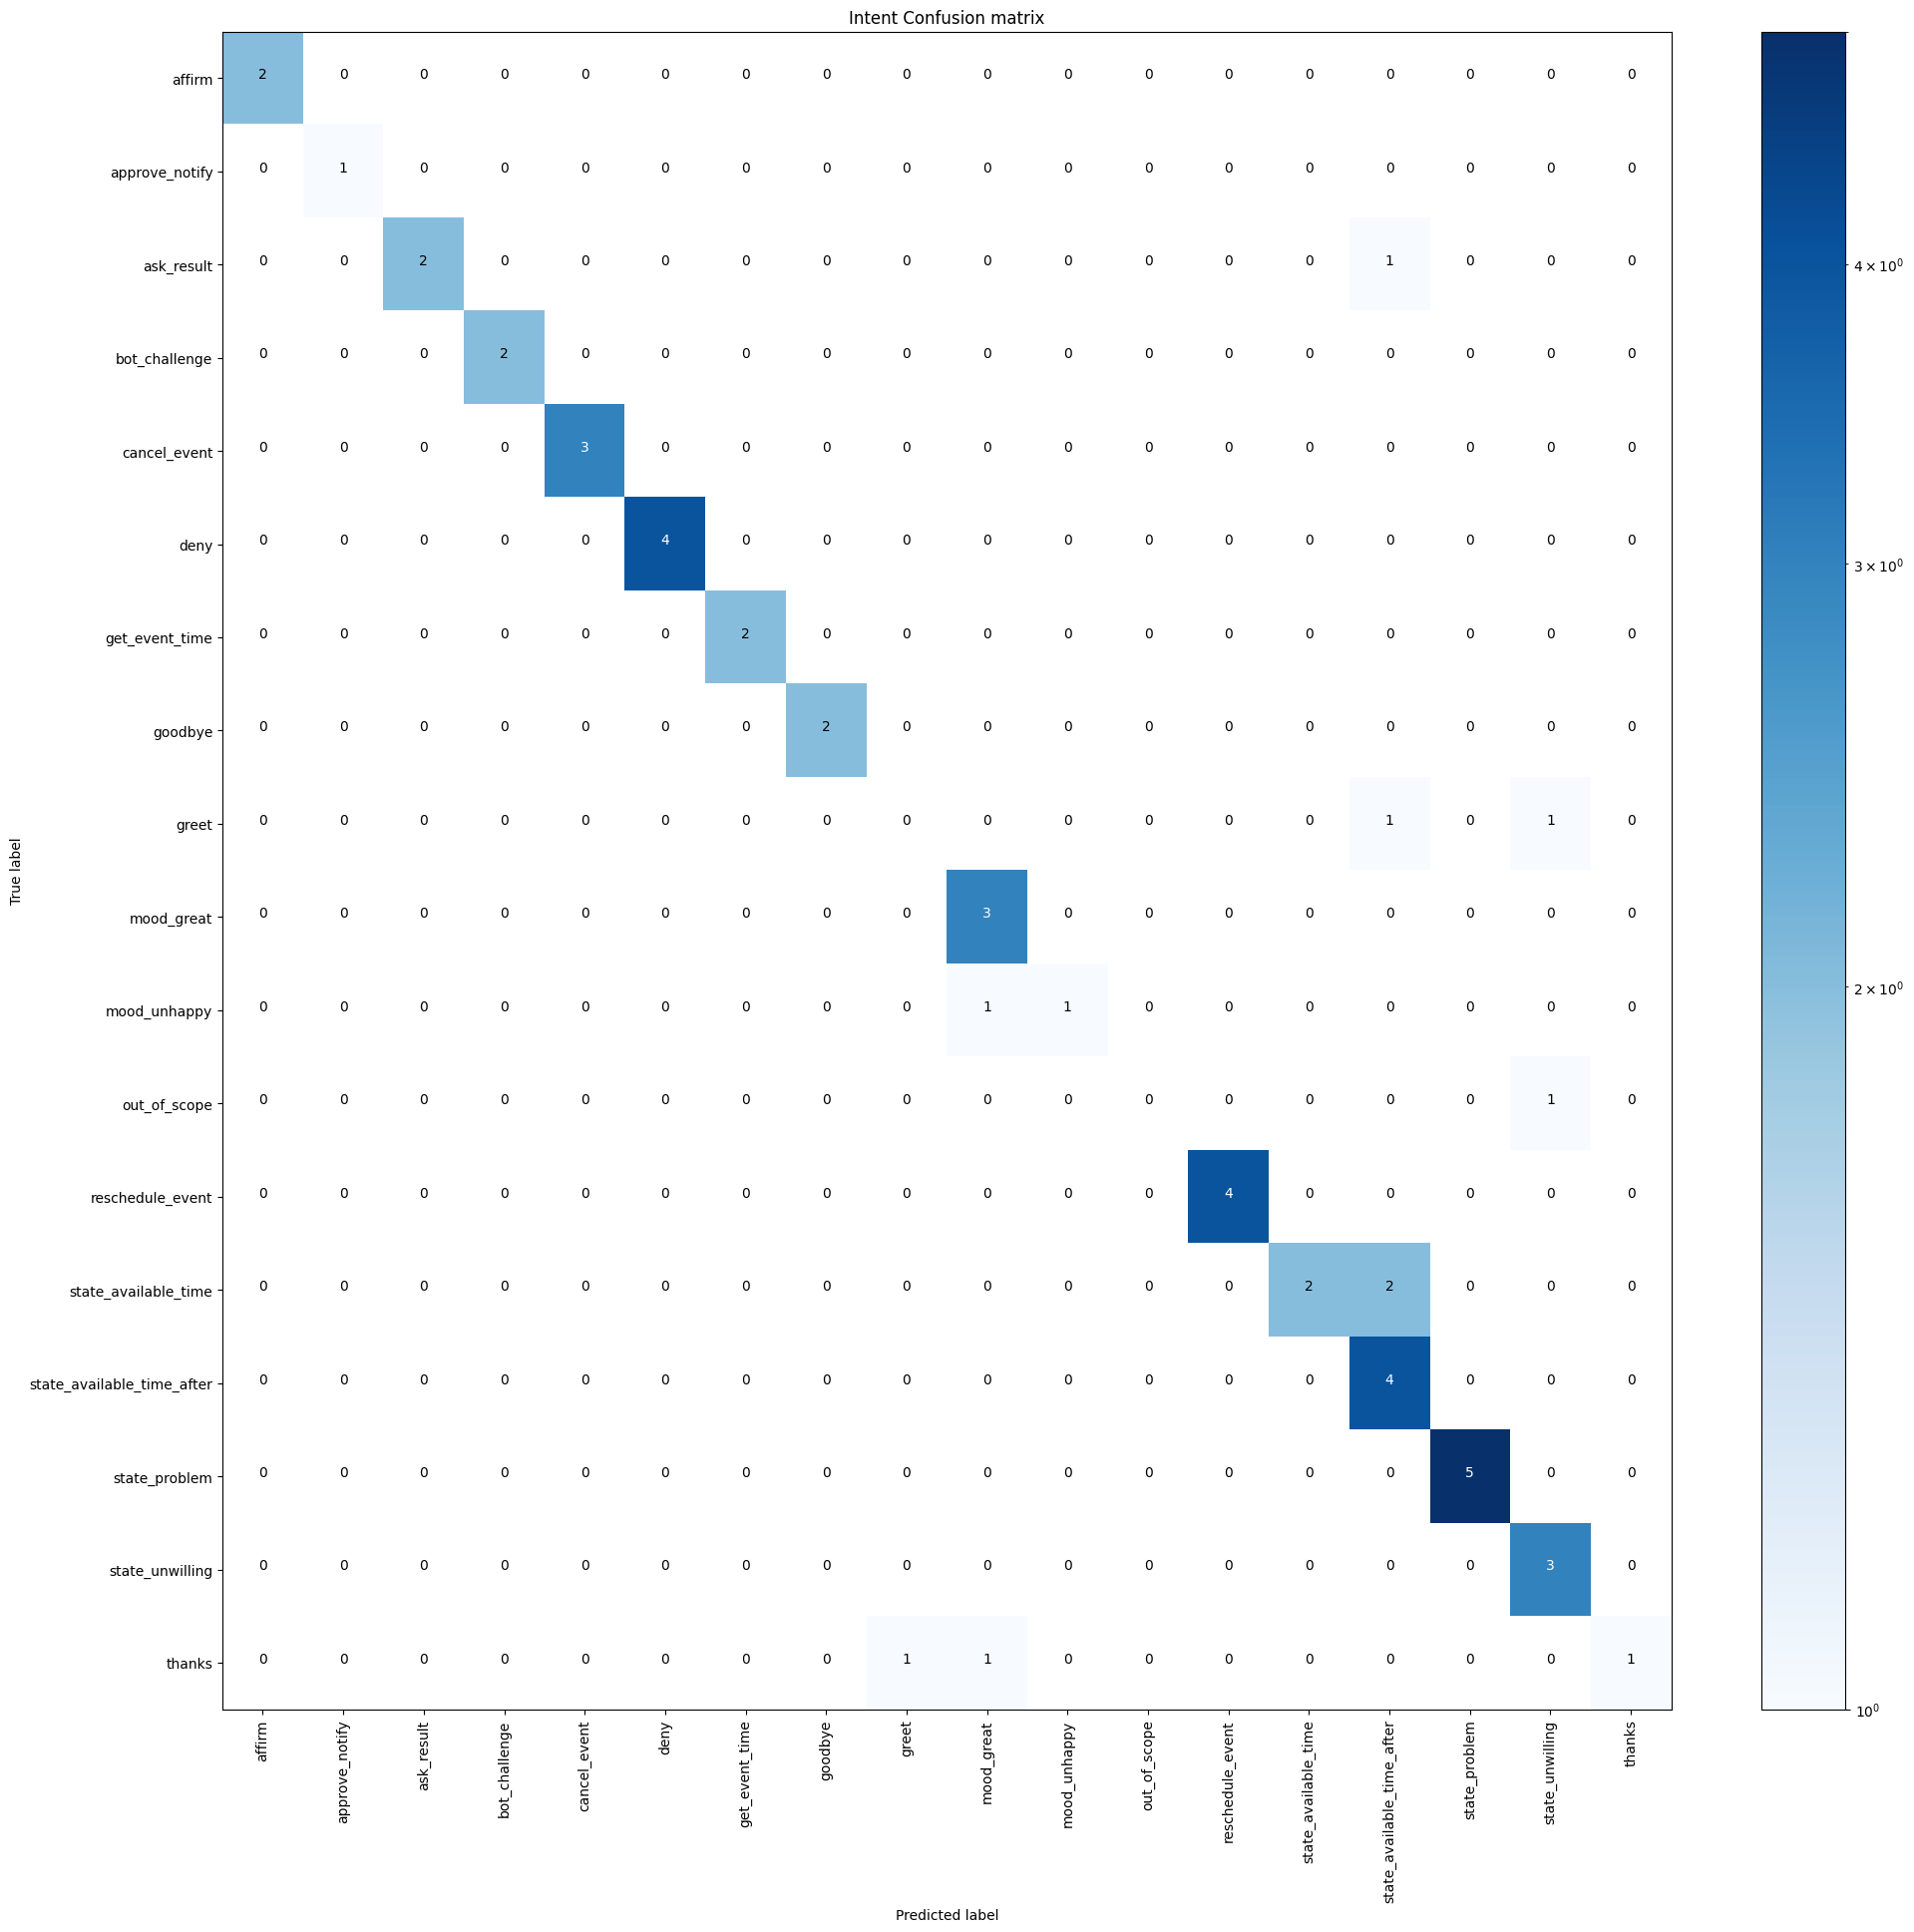 Intent Confusion matrix
True label
affirm 2 0 0 0 0 0 0 0 0 0 0 0 0 0 0 0 0 0
approve_notify 0 1 0 0 0 0 0 0 0 0 0 0 0 0 0 0 0 0
ask_result 0 0 2 0 0 0 0 0 0 0 0 0 0 0 1 0 0 0
bot_challenge 0 0 0 2 0 0 0 0 0 0 0 0 0 0 0 0 0 0
cancel_event 0 0 0 0 3 0 0 0 0 0 0 0 0 0 0 0 0 0
deny 0 0 0 0 0 4 0 0 0 0 0 0 0 0 0 0 0 0
get_event_time 0 0 0 0 0 0 2 0 0 0 0 0 0 0 0 0 0 0
goodbye 0 0 0 0 0 0 0 2 0 0 0 0 0 0 0 0 0 0
greet 0 0 0 0 0 0 0 0 0 0 0 0 0 0 1 0 1 0
mood_great 0 0 0 0 0 0 0 0 0 3 0 0 0 0 0 0 0 0
mood_unhappy 0 0 0 0 0 0 0 0 0 1 1 0 0 0 0 0 0 0
out_of_scope 0 0 0 0 0 0 0 0 0 0 0 0 0 0 0 0 1 0
reschedule_event 0 0 0 0 0 0 0 0 0 0 0 0 4 0 0 0 0 0
state_available_time 0 0 0 0 0 0 0 0 0 0 0 0 0 2 2 0 0 0
state_available_time_after 0 0 0 0 0 0 0 0 0 0 0 0 0 0 4 0 0 0
state_problem 0 0 0 0 0 0 0 0 0 0 0 0 0 0 0 5 0 0
state_unwilling 0 0 0 0 0 0 0 0 0 0 0 0 0 0 0 0 3 0
thanks 0 0 0 0 0 0 0 0 1 1 0 0 0 0 0 0 0 1
affirm
approve_notify
ask_result
bot_challenge
cancel_event
deny
get_event_time
goodbye
greet
mood_great
mood_unhappy
out_of_scope
reschedule_event
state_available_time
state_available_time_after
state_problem
state_unwilling
thanks
Predicted label
4 × 10⁰
3 × 10⁰
2 × 10⁰
10⁰